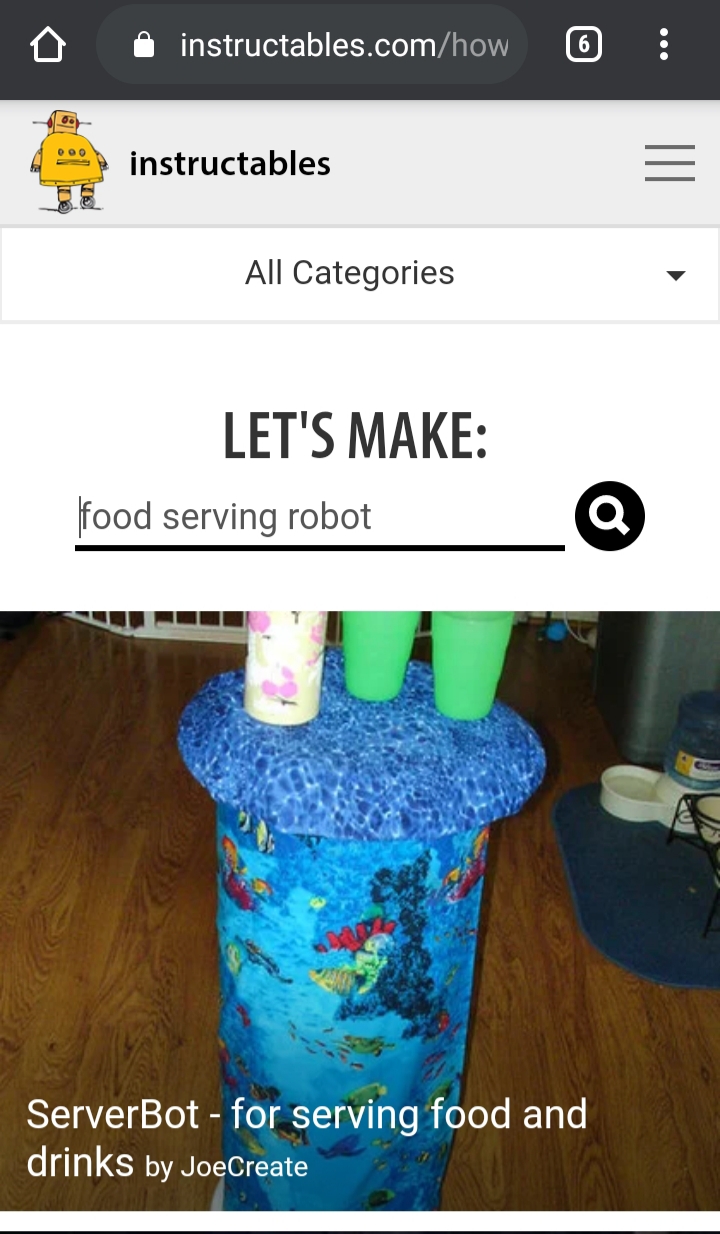 instructables.com/how
6
instructables
All Categories
LET'S MAKE:
food serving robot
ServerBot - for serving food and
drinks by JoeCreate